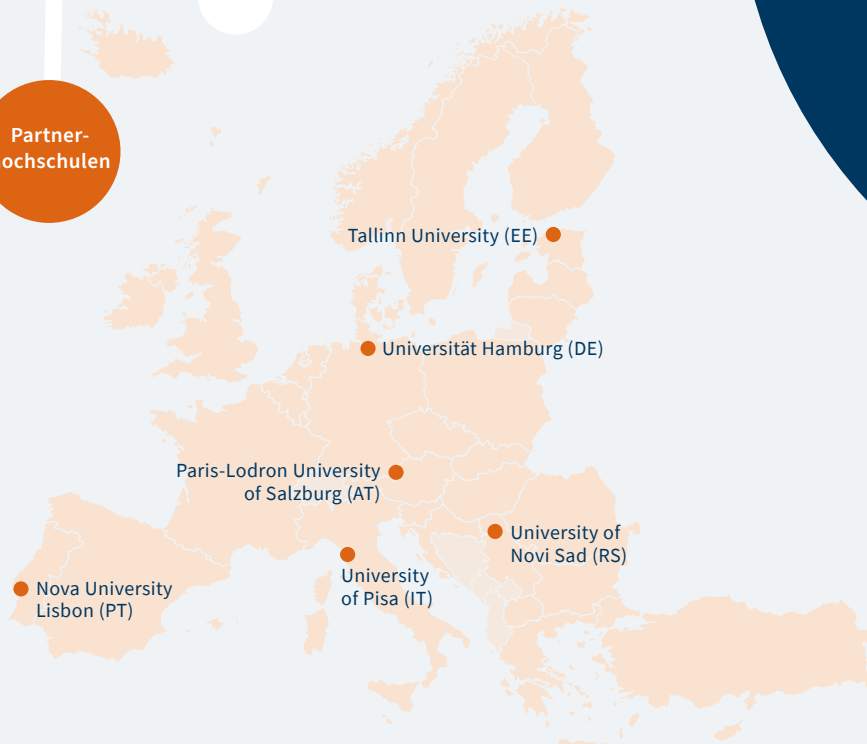 Partner-
ochschulen
Tallinn University (EE)
Universität Hamburg (DE)
Paris-Lodron University
of Salzburg (AT)
University of
Novi Sad (RS)
University
of Pisa (IT)
Nova University
Lisbon (PT)